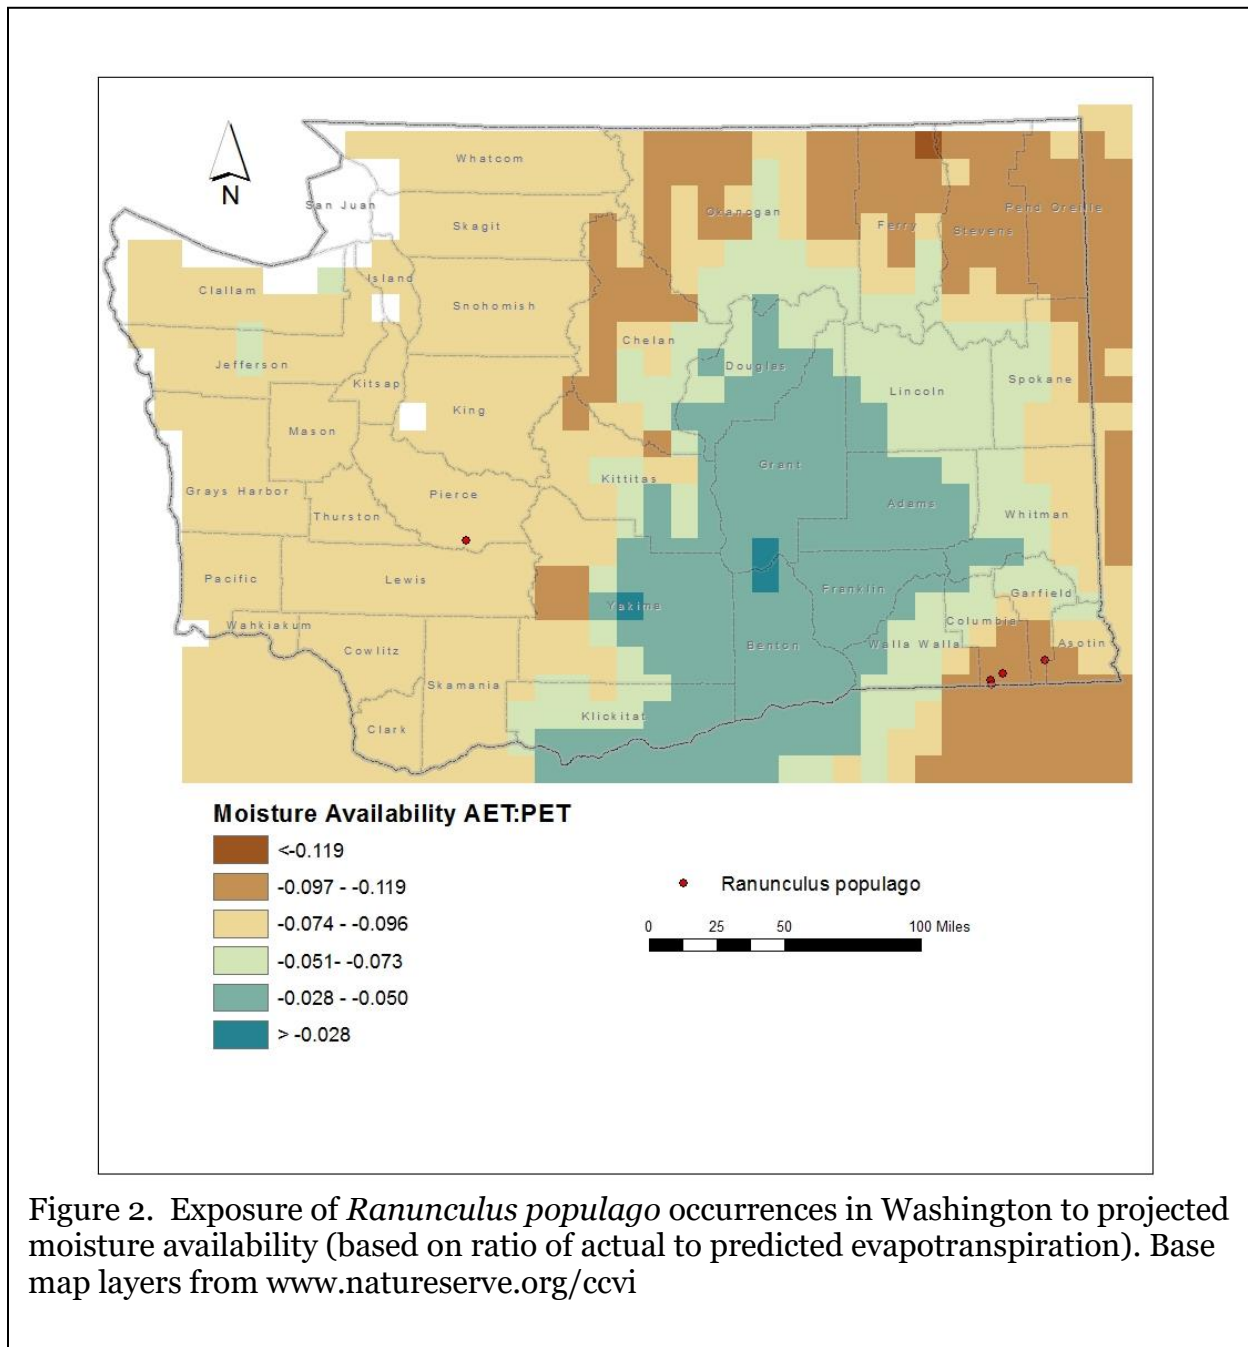 N
Whatcom
San Juan
Skagit
Okanogan
Ferry
Pend Oreille
Stevens
Island
Clallam
Snohomish
Jefferson
Chelan
Douglas
Kitsap
Spokane
Lincoln
King
Mason
Grant
Kittitas
Grays Harbor
Pierce
Adams
Thurston
Whitman
Pacific
Lewis
Franklin
Garfield
Yakima
Wahkiakum
Columbia
Cowlitz
Benton
Walla Walla
Asotin
Skamania
Klickitat
Clark
Moisture Availability AET:PET
<-0.119
-0.097 - -0.119
-0.074 - -0.096
-0.051- -0.073
-0.028 - -0.050
> -0.028
Ranunculus populago
0 25 50 100 Miles
Figure 2.  Exposure of Ranunculus populago occurrences in Washington to projected
moisture availability (based on ratio of actual to predicted evapotranspiration). Base
map layers from www.natureserve.org/ccvi